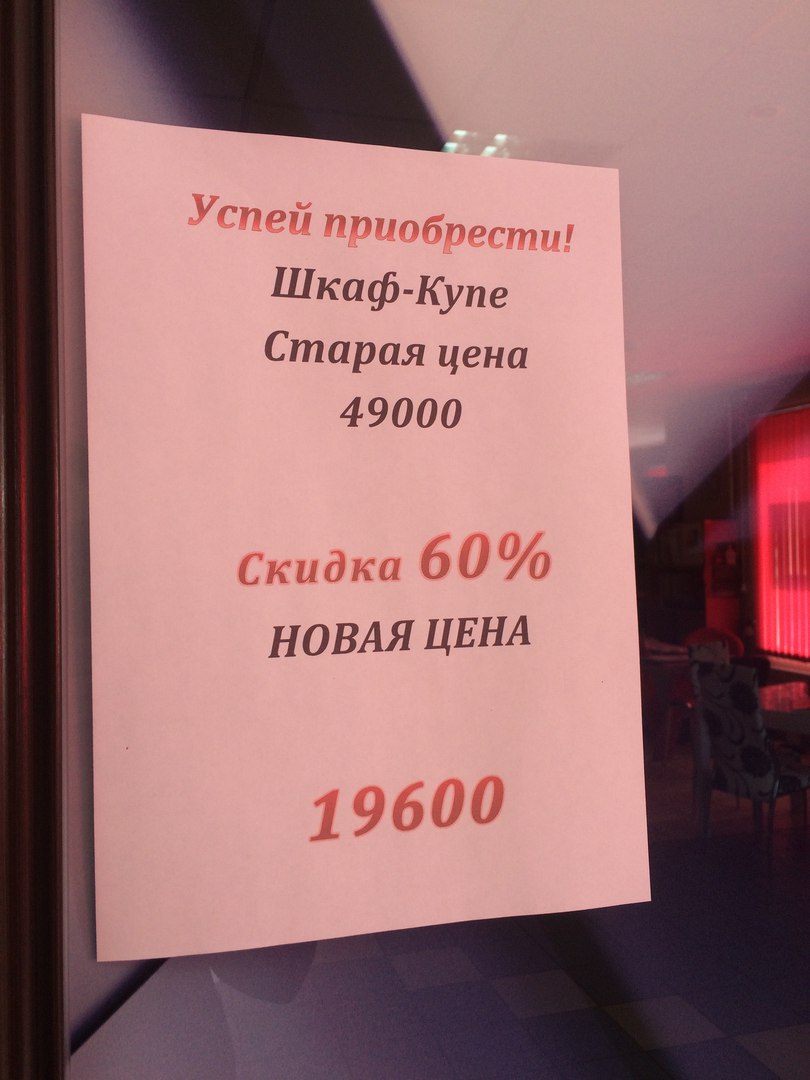 Успей приобрести!
Шкаф-Купе
Старая цена
49000
Скидка 60%
НОВАЯ ЦЕНА
19600